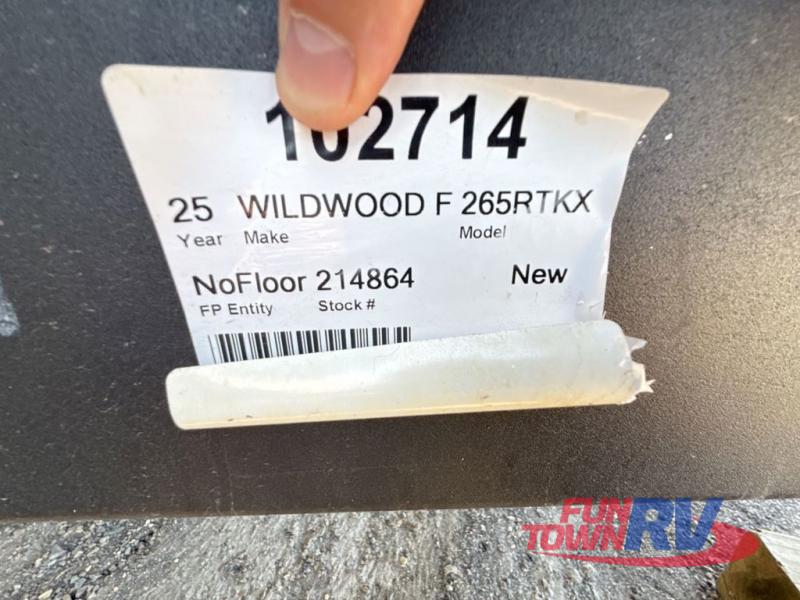 102714
25 WILDWOOD F 265RTKX
Year Make Model
NoFloor 214864 New
FP Entity Stock #
FUN
TOWN RV